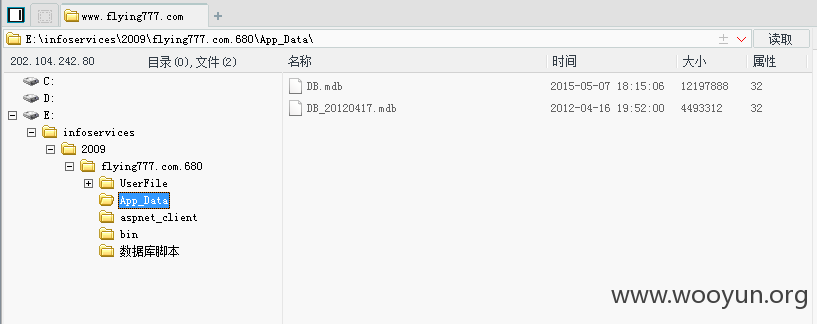 www.flying777.com
E:\infoservices\2009\flying777.com.680\App_Data\ 读取
202.104.242.80 目录(0),文件(2) 名称 时间 大小 属性
C:
D:
E:
infoservices
2009
flying777.com.680
UserFile
App_Data
aspnet_client
bin
数据库脚本
DB.mdb 2015-05-07 18:15:06 12197888 32
DB_20120417.mdb 2012-04-16 19:52:00 4493312 32
www.wooyun.org